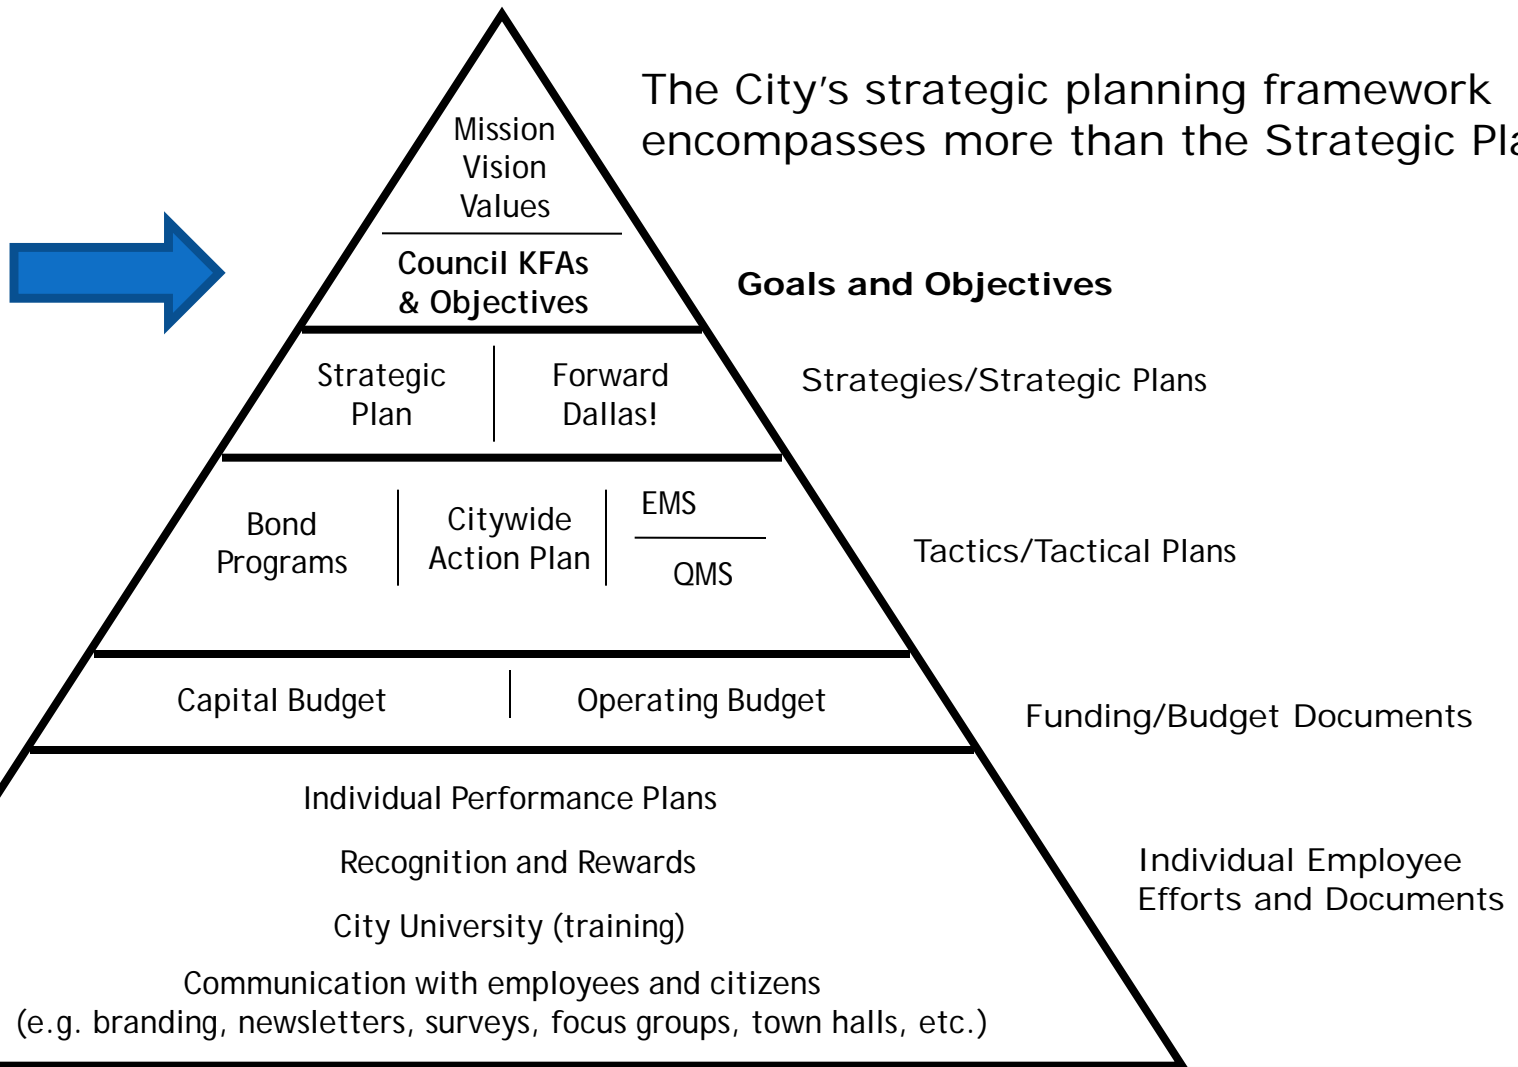 The City's strategic planning framework
encompasses more than the Strategic
Mission
Vision
Values
Council KFAs
& Objectives
Goals and Objectives
Strategic
Plan
Forward
Dallas!
Strategies/Strategic Plans
Bond
Programs
Citywide
Action Plan
EMS
QMS
Tactics/Tactical Plans
Capital Budget
Operating Budget
Funding/Budget Documents
Individual Performance Plans
Recognition and Rewards
City University (training)
Communication with employees and citizens
(e.g. branding, newsletters, surveys, focus groups, town halls, etc.)
Individual Employee
Efforts and Documents